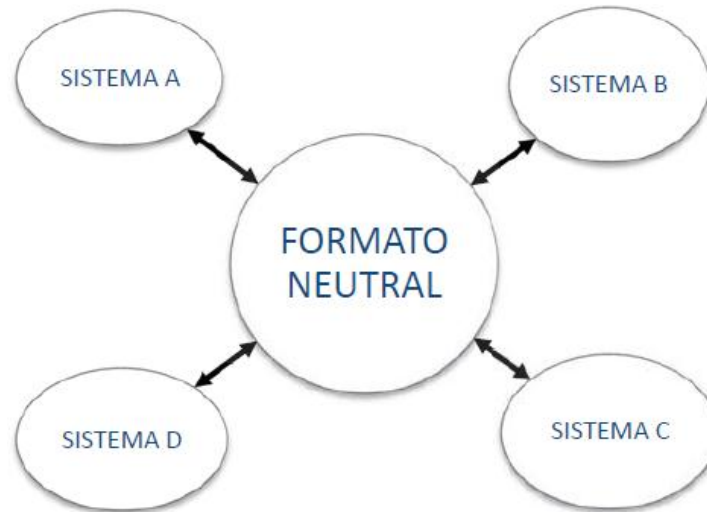 SISTEMA A
SISTEMA B
FORMATO
NEUTRAL
SISTEMA D
SISTEMA C